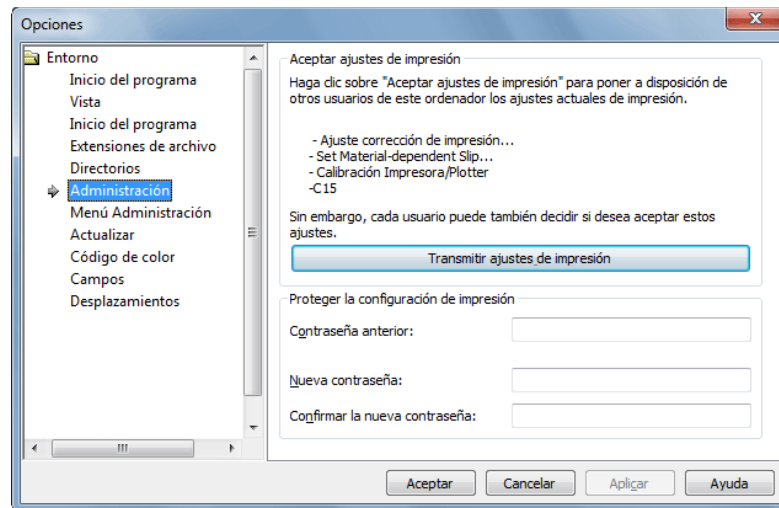 Opciones
Entorno
Inicio del programa
Vista
Inicio del programa
Extensiones de archivo
Directorios
Administración
Menú Administración
Actualizar
Código de color
Campos
Desplazamientos
Aceptar ajustes de impresión
Haga clic sobre "Aceptar ajustes de impresión" para poner a disposición de
otros usuarios de este ordenador los ajustes actuales de impresión.
- Ajuste corrección de impresión...
- Set Material-dependent Slip...
- Calibración Impresora/Plotter
-C15
Sin embargo, cada usuario puede también decidir si desea aceptar estos
ajustes.
Transmitir ajustes de impresión
Proteger la configuración de impresión
Contraseña anterior:
Nueva contraseña:
Confirmar la nueva contraseña:
Aceptar
Cancelar
Aplicar
Ayuda